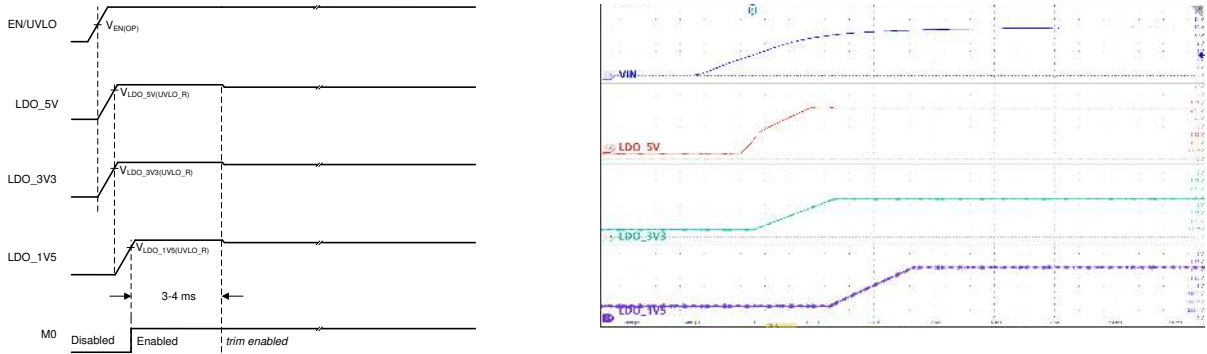 EN/UVLO
VEN(OP)
LDO_5V
VLDO_5V(UVLO_R)
LDO_3V3
VLDO_3V3(UVLO_R)
LDO_1V5
VLDO_1V5(UVLO_R)
3-4 ms
M0
Disabled
Enabled
trim enabled
VIN
LDO_5V
LDO_3V3
LDO_1V5